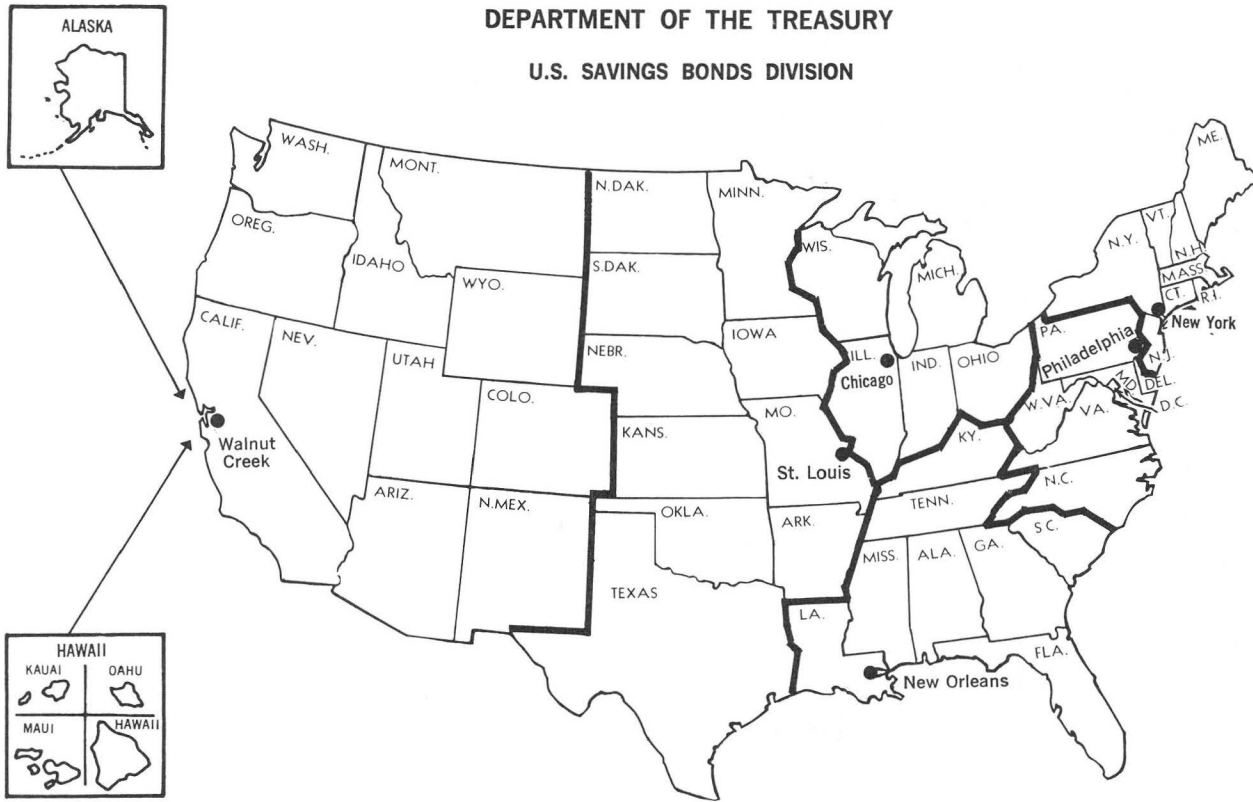 DEPARTMENT OF THE TREASURY
U.S. SAVINGS BONDS DIVISION
ALASKA
WASH.
MONT.
N.DAK.
MINN.
ME.
OREG.
IDAHO
S.DAK.
WIS.
MICH.
N.Y.
VT.
N.H.
MASS.
WYO.
CT.
R.I.
CALIF.
NEV.
UTAH
NEBR.
IOWA
ILL.
Chicago
IND.
OHIO
PA.
Philadelphia
New York
N.J.
COLO.
MO.
W.VA.
VA.
MD.
DEL.
D.C.
Walnut
Creek
KANS.
St. Louis
KY.
ARIZ.
N.MEX.
OKLA.
ARK.
TENN.
N.C.
S.C.
TEXAS
MISS.
ALA.
GA.
LA.
FLA.
New Orleans
HAWAII
KAUAI
OAHU
MAUI
HAWAII